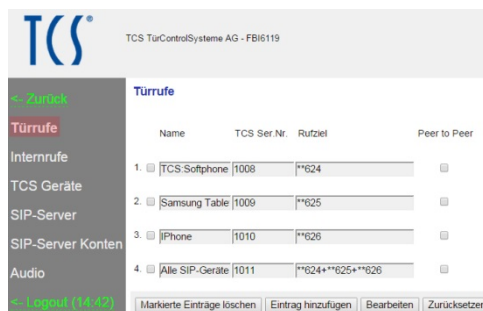 TCS
TCS TürControlSysteme AG - FBI6119
<- Zurück
Türrufe
Internrufe
TCS Geräte
SIP-Server
SIP-Server Konten
Audio
<- Logout (14:42)
Türrufe
Name TCS Ser.Nr. Rufziel Peer to Peer
1. TCS:Softphone 1008 **624
2. Samsung Table 1009 **625
3. IPhone 1010 **626
4. Alle SIP-Geräte 1011 **624+**625+**626
Markierte Einträge löschen Eintrag hinzufügen Bearbeiten Zurücksetzen